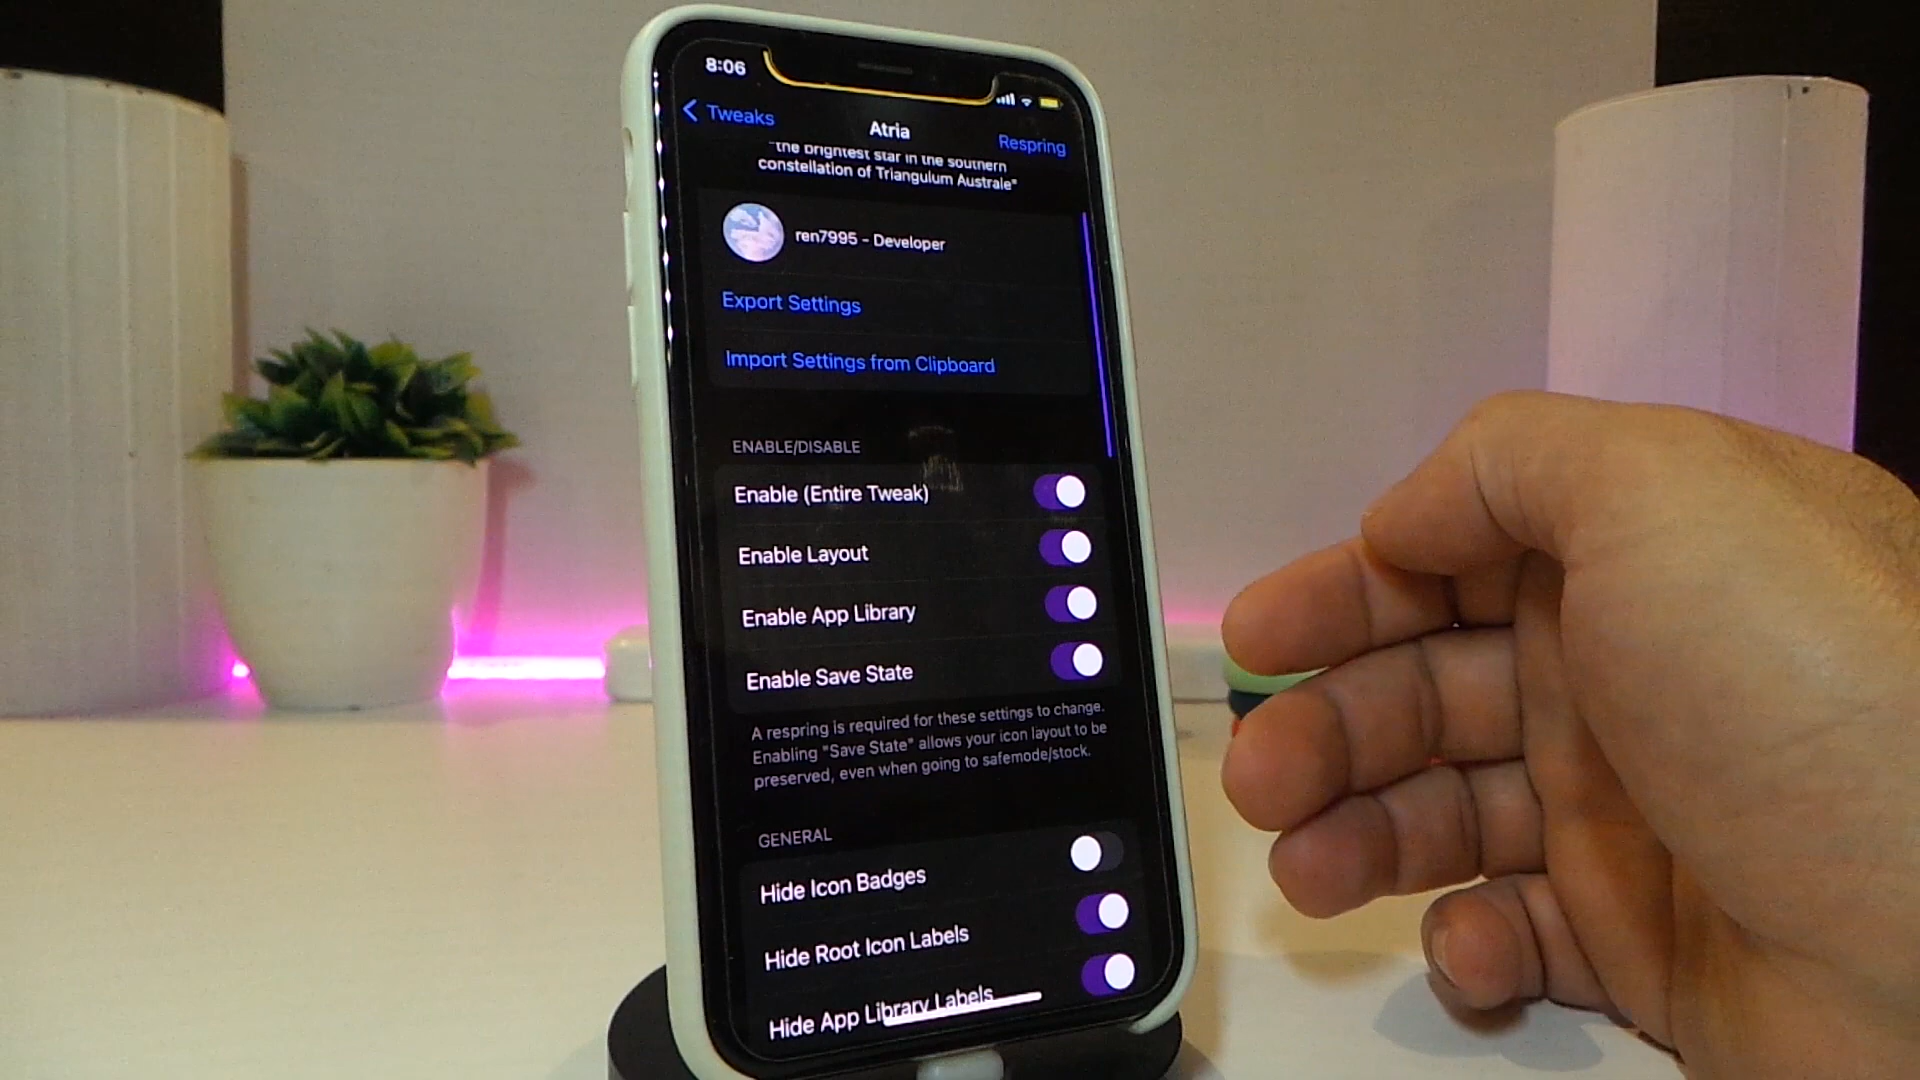 8:06
Tweaks
Atria
Respring
"the brightest star in the southern
constellation of Triangulum Australe"
ren7995 - Developer
Export Settings
Import Settings from Clipboard
ENABLE/DISABLE
Enable (Entire Tweak)
Enable Layout
Enable App Library
Enable Save State
A respring is required for these settings to change.
Enabling "Save State" allows your icon layout to be
preserved, even when going to safemode/stock.
GENERAL
Hide Icon Badges
Hide Root Icon Labels
Hide App Library Labels